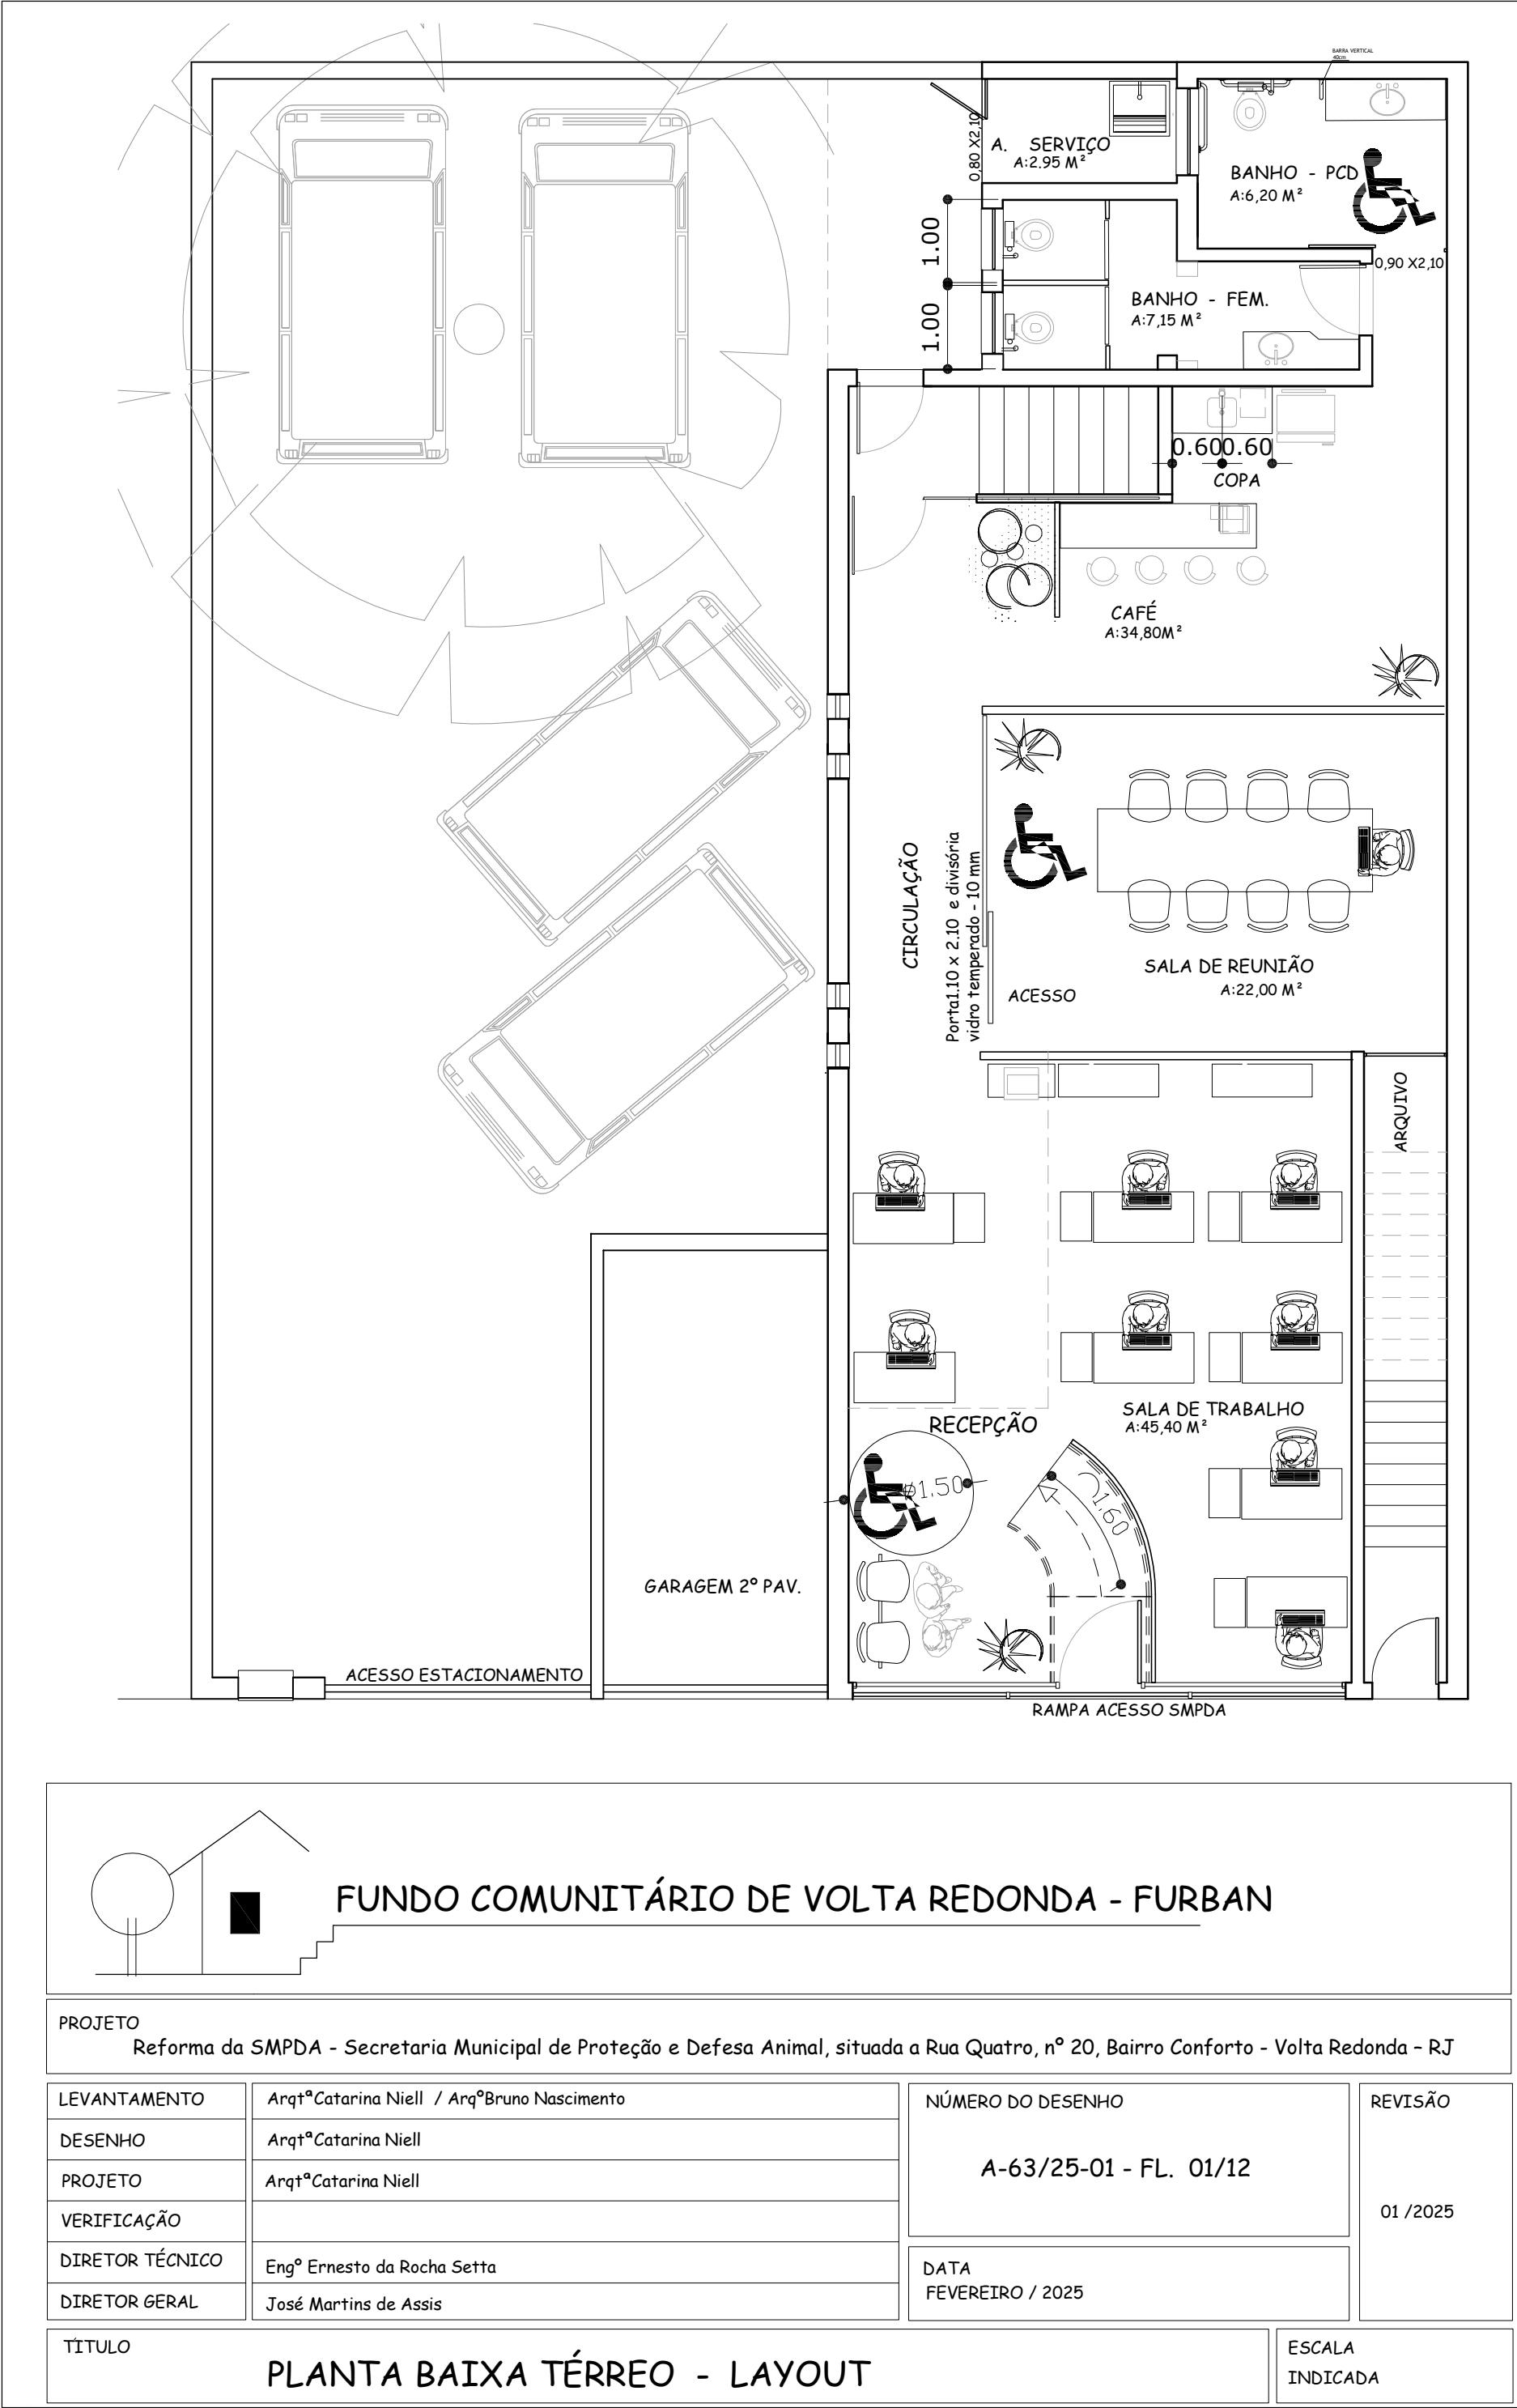 BARRA VERTICAL
40cm
0,80 X2,10
A. SERVIÇO
A:2.95 M²
BANHO - PCD
A:6,20 M²
0,90 X2,10
1.00
1.00
BANHO - FEM.
A:7,15 M²
0.60
0.60
COPA
CAFÉ
A:34,80M²
CIRCULAÇÃO
Porta1.10 x 2.10 e divisória
vidro temperado - 10 mm
SALA DE REUNIÃO
A:22,00 M²
ACESSO
ARQUIVO
RECEPÇÃO
SALA DE TRABALHO
A:45,40 M²
ø1.50
1.60
GARAGEM 2º PAV.
ACESSO ESTACIONAMENTO
RAMPA ACESSO SMPDA
FUNDO COMUNITÁRIO DE VOLTA REDONDA - FURBAN
PROJETO
Reforma da SMPDA - Secretaria Municipal de Proteção e Defesa Animal, situada a Rua Quatro, nº 20, Bairro Conforto - Volta Redonda - RJ
LEVANTAMENTO
Arqtª Catarina Niell / Arqº Bruno Nascimento
DESENHO
Arqtª Catarina Niell
PROJETO
Arqtª Catarina Niell
VERIFICAÇÃO
DIRETOR TÉCNICO
Engº Ernesto da Rocha Setta
DIRETOR GERAL
José Martins de Assis
NÚMERO DO DESENHO
A-63/25-01 - FL. 01/12
DATA
FEVEREIRO / 2025
REVISÃO
01 /2025
TÍTULO
PLANTA BAIXA TÉRREO - LAYOUT
ESCALA
INDICADA